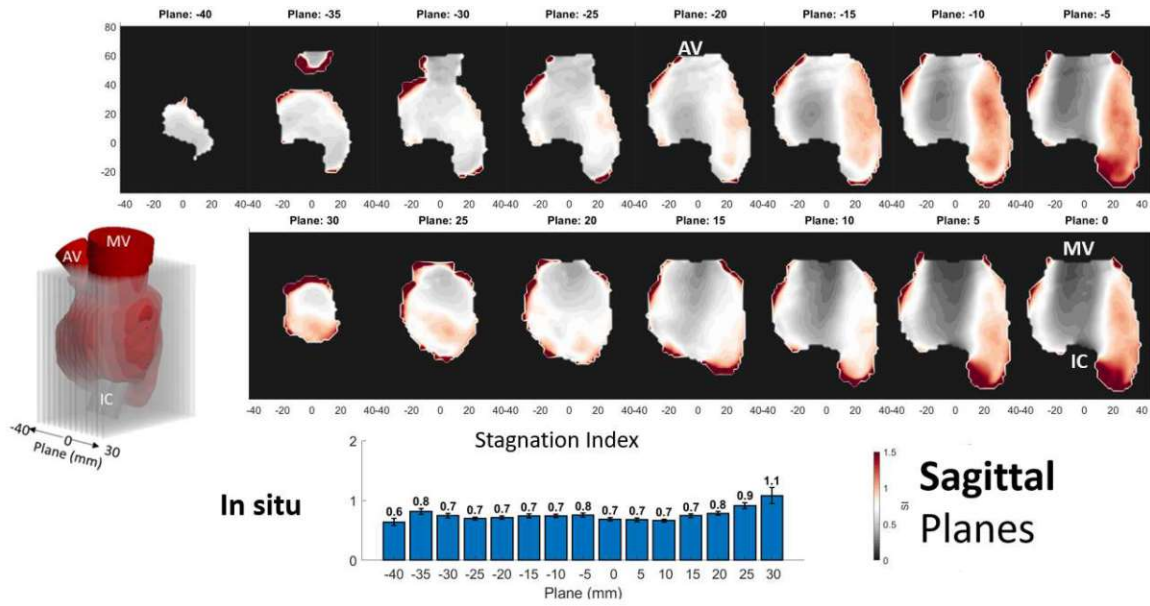 Plane: -40 Plane: -35 Plane: -30 Plane: -25 Plane: -20 Plane: -15 Plane: -10 Plane: -5
80
60
40
20
0
-20
AV
-40 -20 0 20 40-40 -20 0 20 40-40 -20 0 20 40-40 -20 0 20 40-40 -20 0 20 40-40 -20 0 20 40-40 -20 0 20 40-40 -20 0 20 40
Plane: 30 Plane: 25 Plane: 20 Plane: 15 Plane: 10 Plane: 5 Plane: 0
MV
IC
-40 -20 0 20 40-40 -20 0 20 40-40 -20 0 20 40-40 -20 0 20 40-40 -20 0 20 40-40 -20 0 20 40-40 -20 0 20 40
AV
MV
IC
-40
0
30
Plane (mm)
Stagnation Index
In situ
2
1
0
0.6 0.8 0.7 0.7 0.7 0.7 0.7 0.8 0.7 0.7 0.7 0.7 0.8 0.9 1.1
-40 -35 -30 -25 -20 -15 -10 -5 0 5 10 15 20 25 30
Plane (mm)
1.5
1
0.5
0
SI
Sagittal
Planes